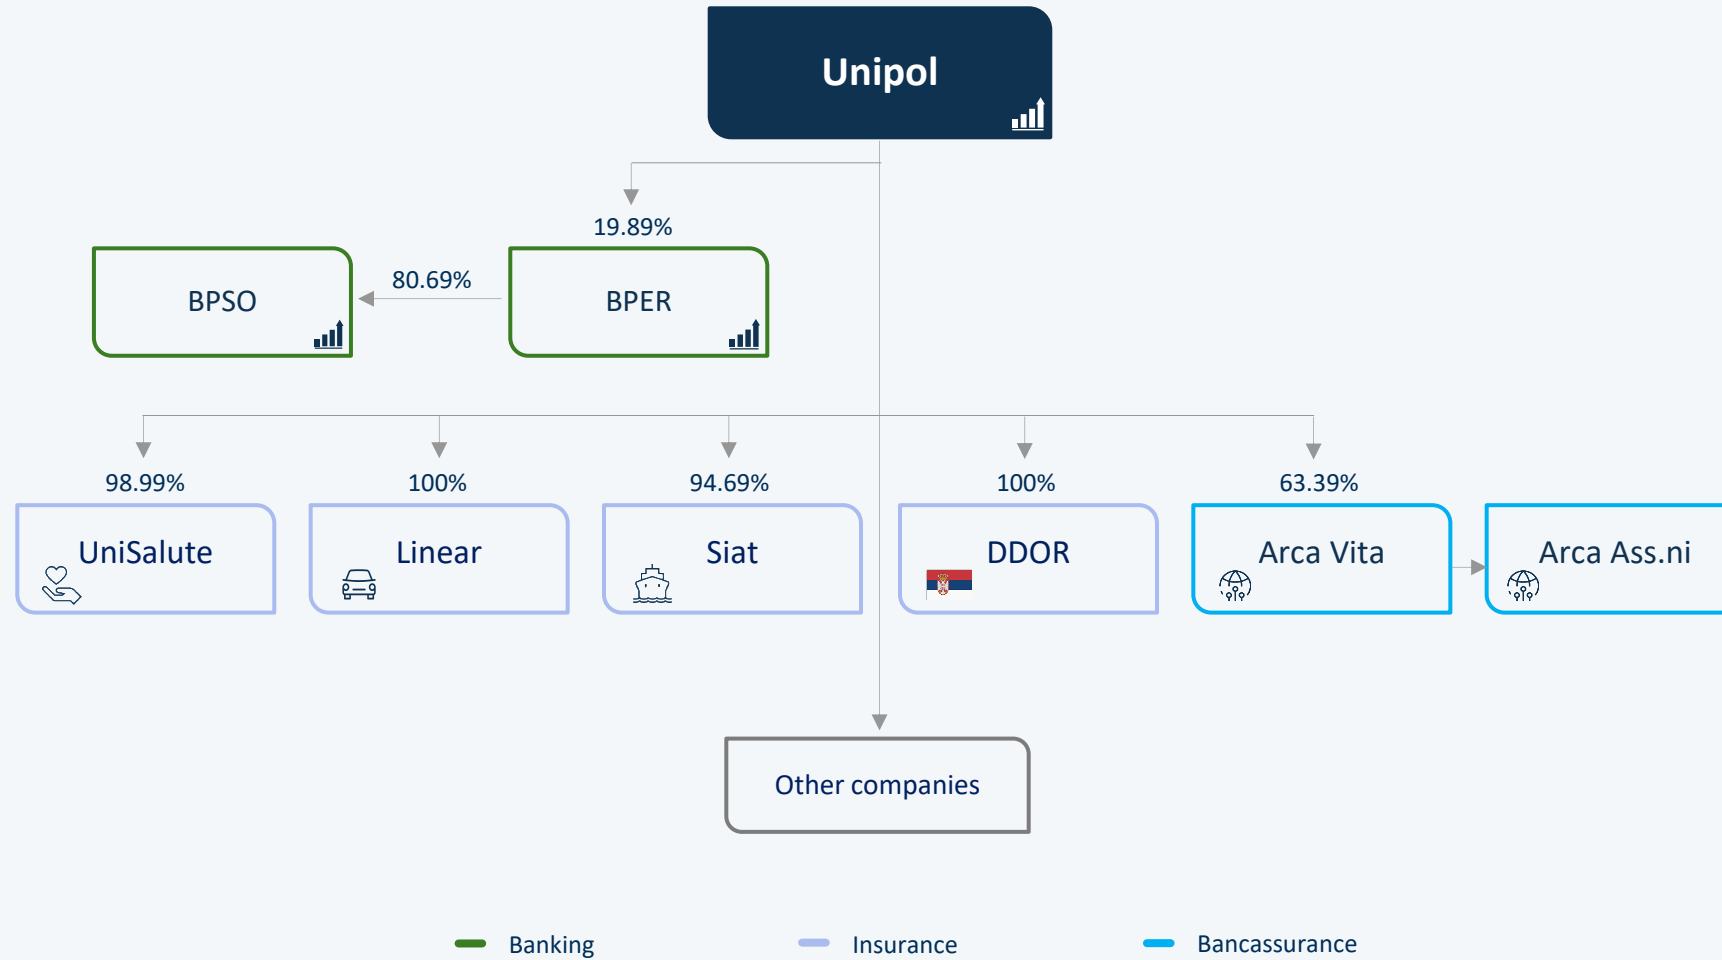 Unipol
19.89%
BPSO
80.69%
BPER
98.99%
100%
94.69%
100%
63.39%
UniSalute
Linear
Siat
DDOR
Arca Vita
Arca Ass.ni
Other companies
Banking
Insurance
Bancassurance